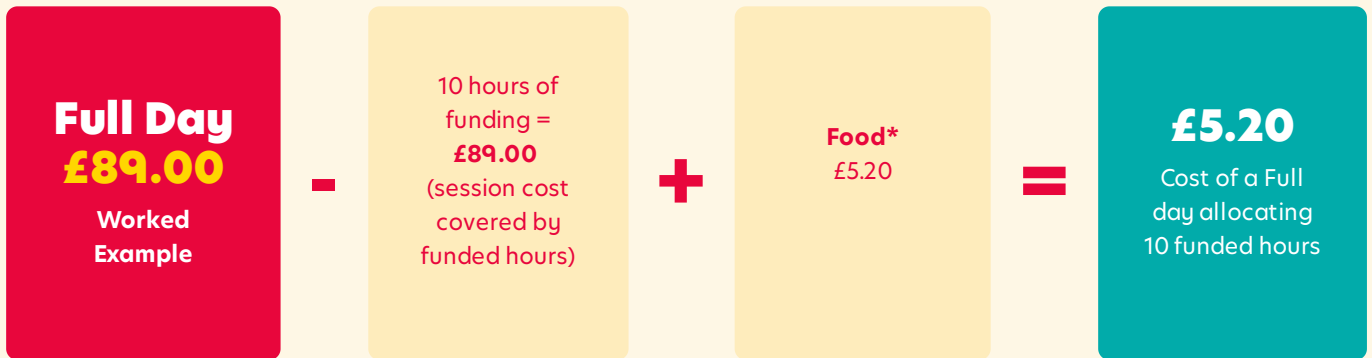 Full Day
£89.00
Worked
Example
-
10 hours of
funding =
£89.00
(session cost
covered by
funded hours)
+
Food*
£5.20
=
£5.20
Cost of a Full
day allocating
10 funded hours